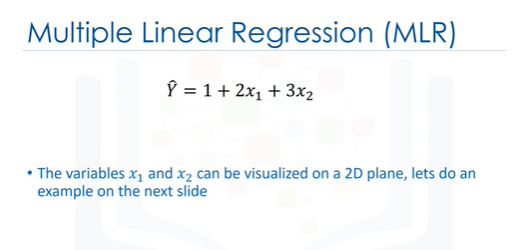 Multiple Linear Regression (MLR)
Ŷ = 1 + 2x₁ + 3x₂
• The variables x₁ and x₂ can be visualized on a 2D plane, lets do an
example on the next slide